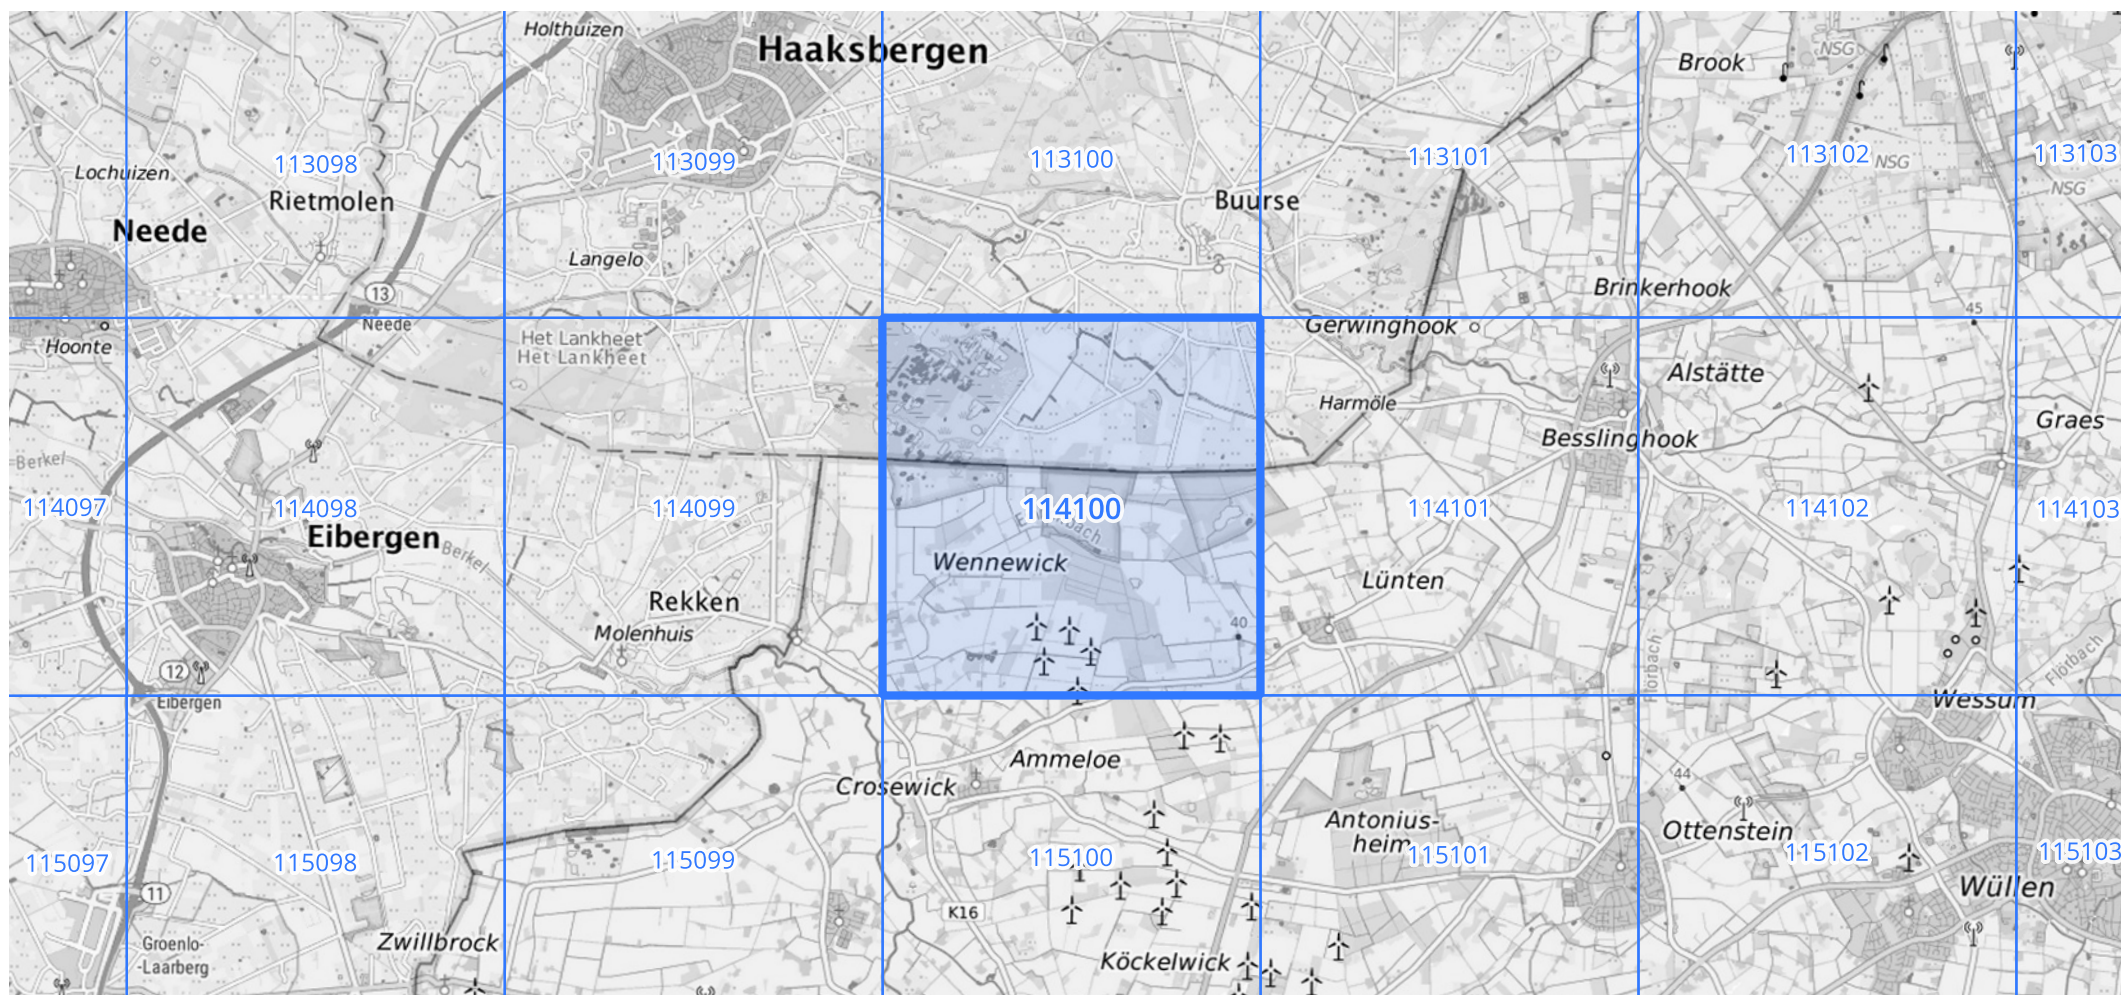 Holthuizen
Haaksbergen
Brook
NSG
113098
113099
113100
113101
113102
NSG
113103
Lochuizen
NSG
Rietmolen
Buurse
Neede
Langelo
13
Brinkerhook
45
Neede
Gerwinghook
Het Lankheet
Het Lankheet
Hoonte
Alstätte
Harmöle
Graes
Besslinghook
Berkel
114097
114098
114099
114100
114101
114102
114103
Eibergen
Berkel
Wennewick
Lünten
Rekken
Molenhuis
40
Florbach
Flörbach
12
Eibergen
Wessum
Ammeloe
44
Crosewick
Antonius-
heim
Ottenstein
115097
115098
115099
115100
115101
115102
115103
11
Wüllen
K16
Groenlo-
-Laarberg
Zwillbrock
Köckelwick